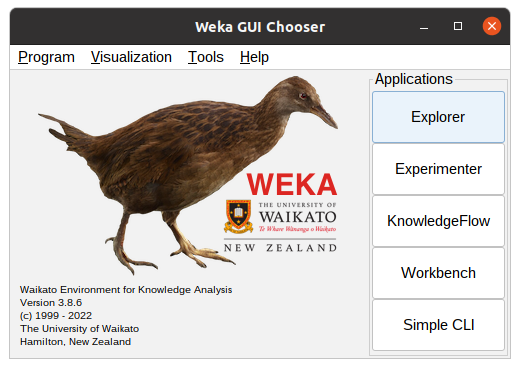 Weka GUI Chooser
Program Visualization Tools Help
Applications
Explorer
Experimenter
KnowledgeFlow
Workbench
Simple CLI
WEKA
THE UNIVERSITY OF
WAIKATO
Te Whare Wānanga o Waikato
NEW ZEALAND
Waikato Environment for Knowledge Analysis
Version 3.8.6
(c) 1999 - 2022
The University of Waikato
Hamilton, New Zealand